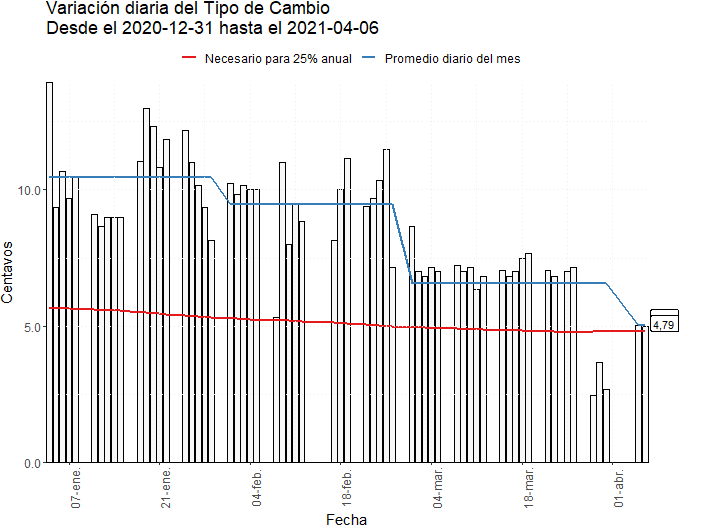 Variación diaria del Tipo de Cambio
Desde el 2020-12-31 hasta el 2021-04-06
Necesario para 25% anual
Promedio diario del mes
Centavos
10.0
5.0
0.0
4,79
07-ene.
21-ene.
04-feb.
18-feb.
04-mar.
18-mar.
01-abr.
Fecha